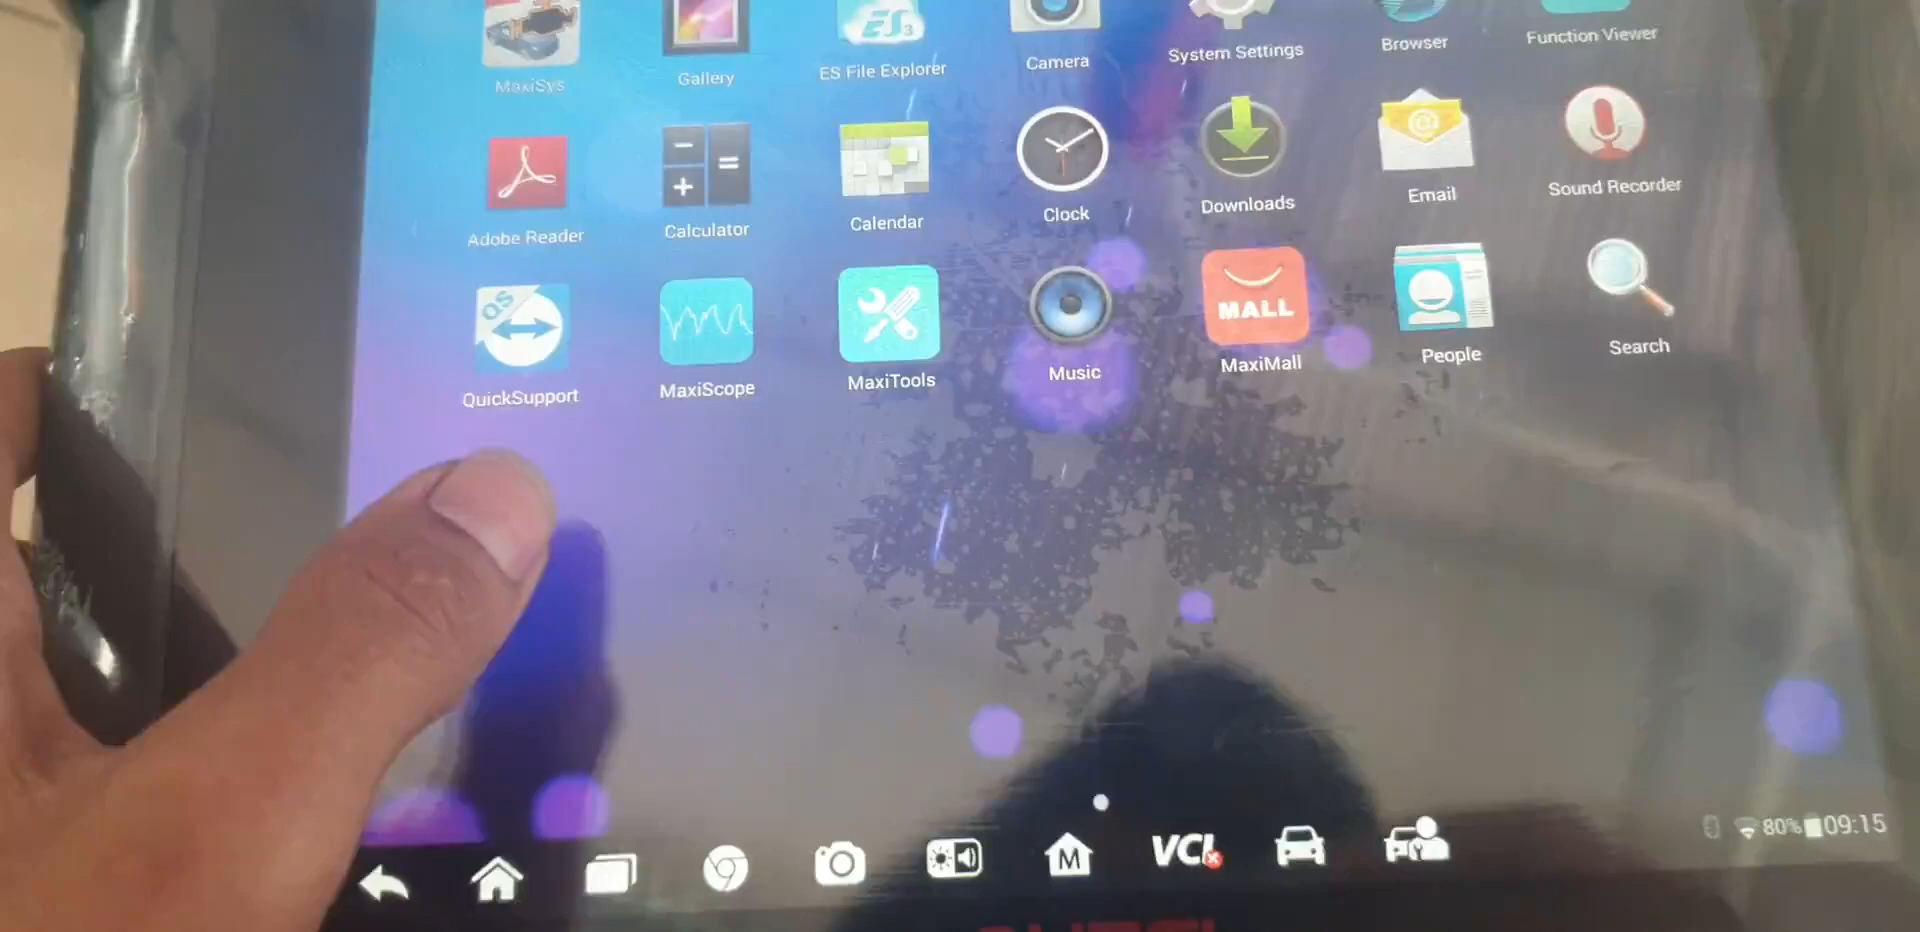 MaxiSys
Gallery
ES File Explorer
Camera
System Settings
Browser
Function Viewer
Adobe Reader
Calculator
Calendar
Clock
Downloads
Email
Sound Recorder
QS
MALL
QuickSupport
MaxiScope
MaxiTools
Music
MaxiMall
People
Search
M
VCI
80%
09:15